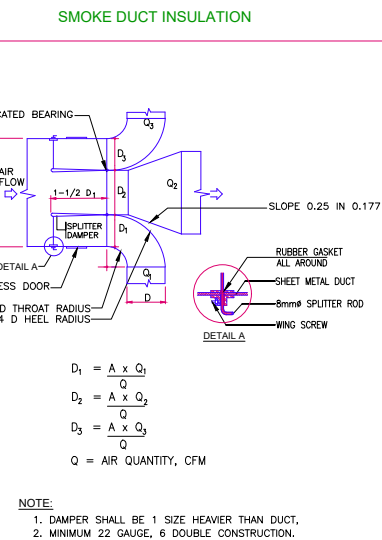 SMOKE DUCT INSULATION
CATED BEARING
Q3
AIR
FLOW
D3
1-1/2 D1
D2
Q2
SLOPE 0.25 IN 0.177
SPLITTER
DAMPER
D1
DETAIL A
RUBBER GASKET
ALL AROUND
ESS DOOR
Q1
SHEET METAL DUCT
D THROAT RADIUS
D
8mmø SPLITTER ROD
4 D HEEL RADIUS
WING SCREW
DETAIL A
D1 = A x Q1
Q
D2 = A x Q2
Q
D3 = A x Q3
Q
Q = AIR QUANTITY, CFM
NOTE:
1. DAMPER SHALL BE 1 SIZE HEAVIER THAN DUCT,
2. MINIMUM 22 GAUGE, 6 DOUBLE CONSTRUCTION.